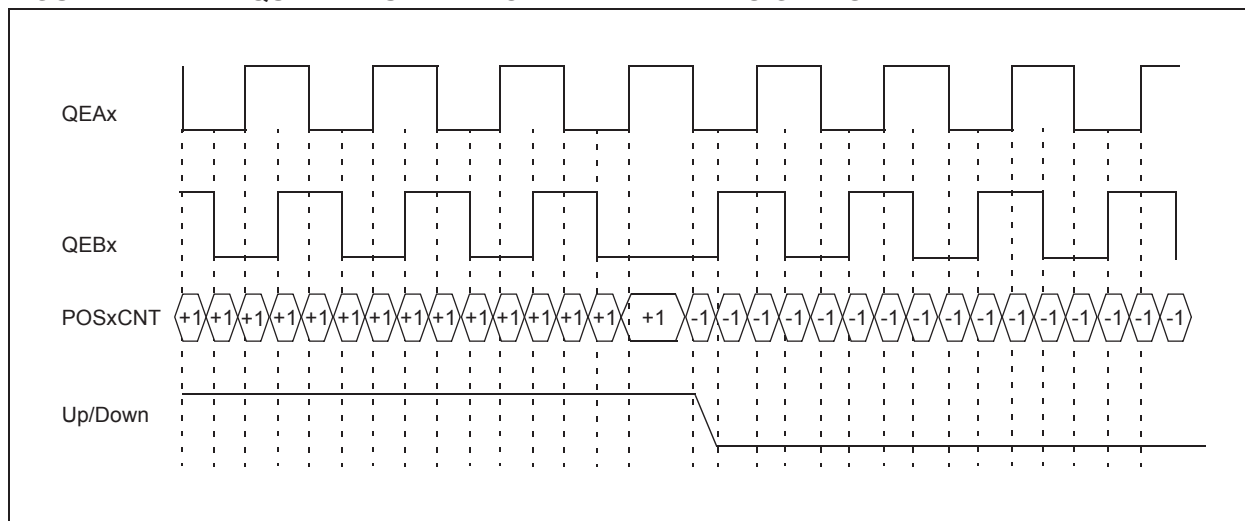 QEAx
QEBx
POSxCNT +1 +1 +1 +1 +1 +1 +1 +1 +1 +1 +1 +1 +1 +1 +1 -1 -1 -1 -1 -1 -1 -1 -1 -1 -1 -1 -1 -1 -1 -1 -1
Up/Down